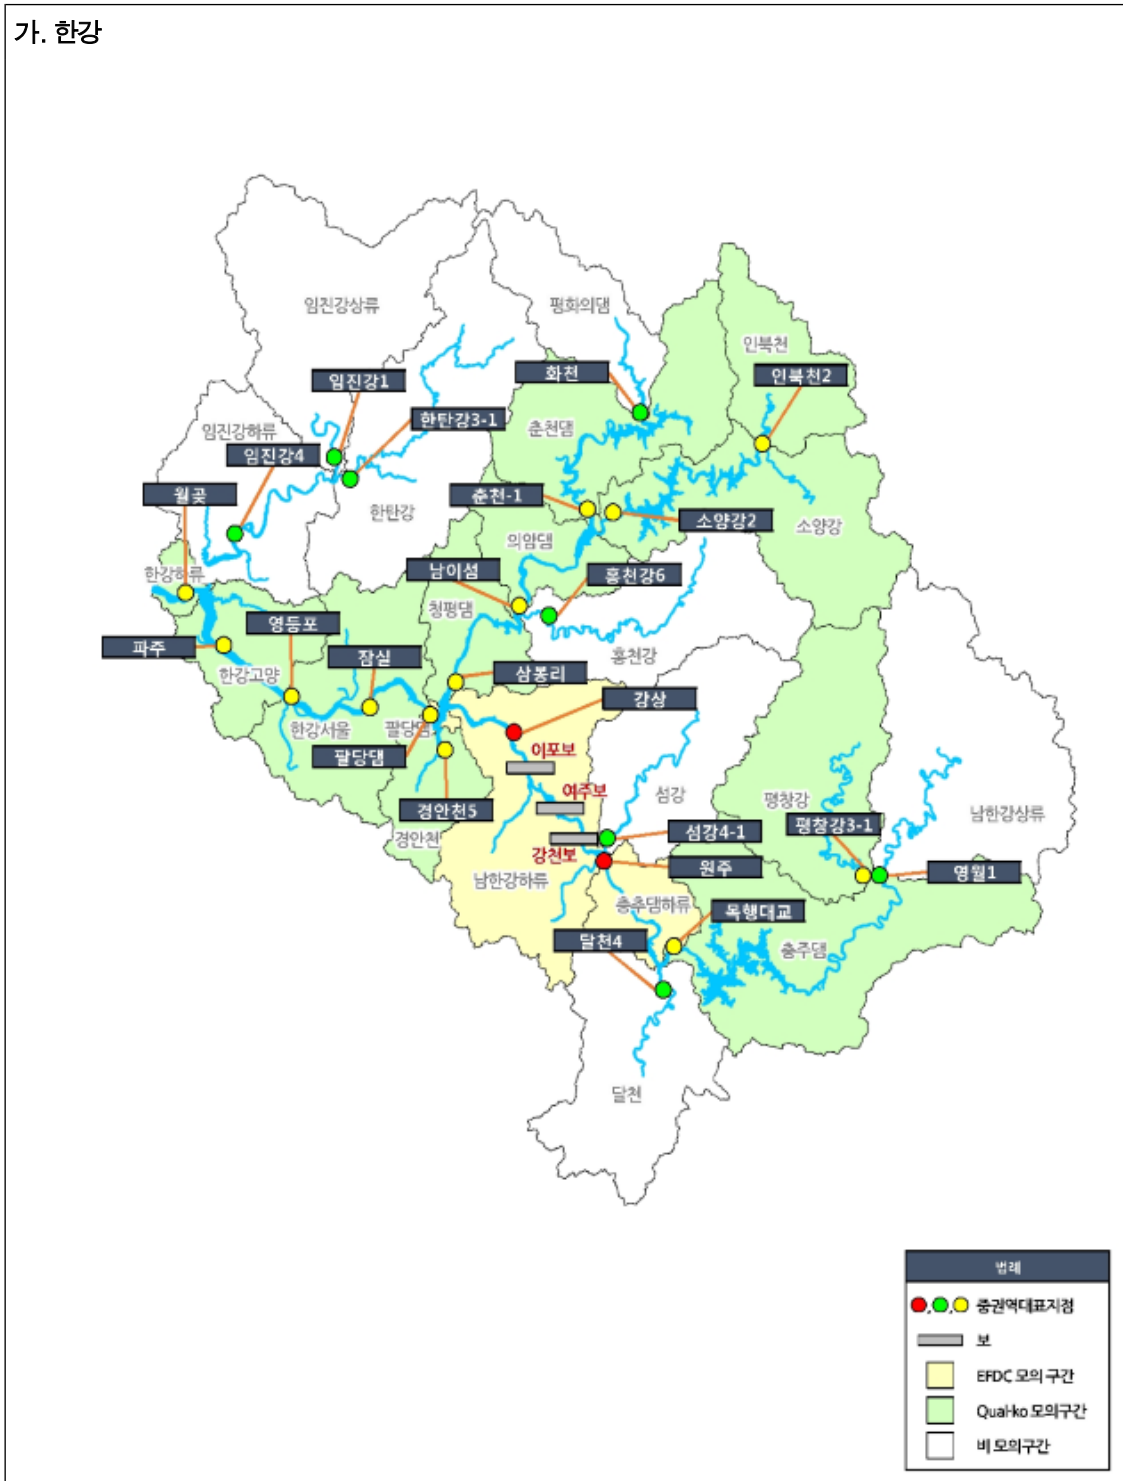 가. 한강
임진강상류
평화의댐
인북천
화천
인북천2
임진강1
한탄강3-1
임진강하류
춘천댐
임진강4
월곶
춘천-1
한탄강
소양강2
소양강
의암댐
남이섬
홍천강6
한강하류
청평댐
영등포
파주
잠실
홍천강
한강고양
삼봉리
강상
한강서울
팔당댐
팔당댐
이포보
여주보
섬강
평창강
경안천5
평창강3-1
남한강상류
섬강4-1
경안천
강천보
원주
영월1
남한강하류
충주댐하류
목행대교
달천4
충주댐
달천
범례
중권역대표지점
보
EFDC 모의 구간
Qual-ko 모의구간
비 모의구간